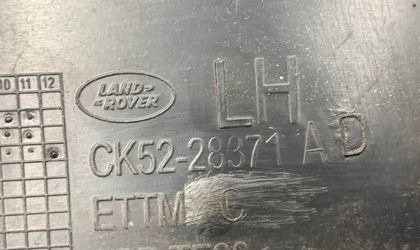 10 11 12
LAND ROVER
LH
CK52-28371 AD
ETTM C